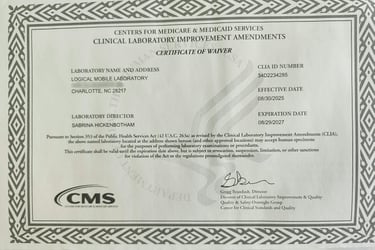 CENTERS FOR MEDICARE & MEDICAID SERVICES
CLINICAL LABORATORY IMPROVEMENT AMENDMENTS
CERTIFICATE OF WAIVER
LABORATORY NAME AND ADDRESS
LOGICAL MOBILE LABORATORY
CHARLOTTE, NC 28217
CLIA ID NUMBER
34D2234285
EFFECTIVE DATE
08/30/2025
LABORATORY DIRECTOR
SABRINA HICKENBOTHAM
EXPIRATION DATE
08/29/2027
Pursuant to Section 353 of the Public Health Services Act (42 U.S.C. 263a) as revised by the Clinical Laboratory Improvement Amendments (CLIA),
the above named laboratory located at the address shown hereon (and other approved locations) may accept human specimens
for the purposes of performing laboratory examinations or procedures.
This certificate shall be valid until the expiration date above, but is subject to revocation, suspension, limitation, or other sanctions
for violation of the Act or the regulations promulgated thereunder.
CMS
CENTERS FOR MEDICARE & MEDICAID SERVICES
Director
Division of Clinical Laboratory Improvement & Quality
Quality & Safety Oversight Group
Center for Clinical Standards and Quality